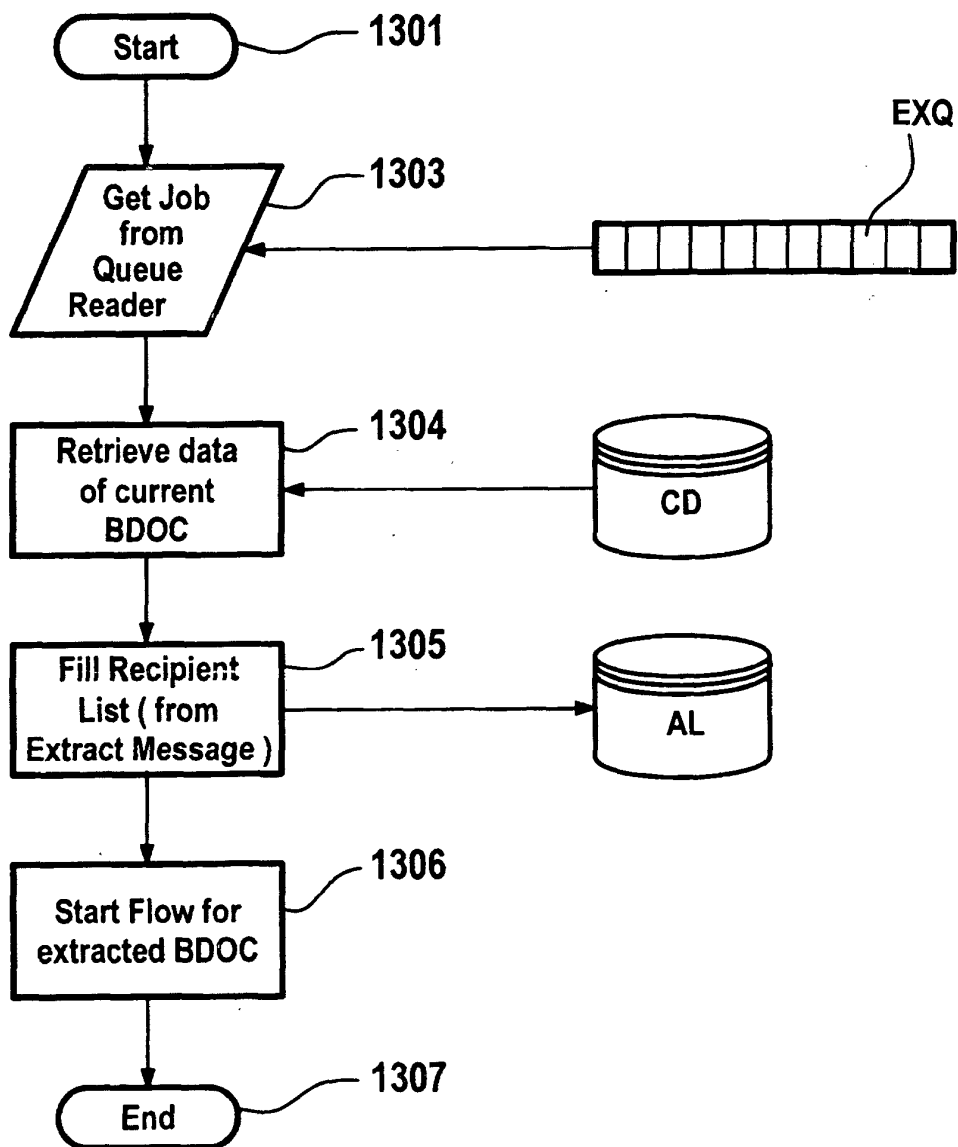 Start
1301
EXQ
Get Job
from
Queue
Reader
1303
Retrieve data
of current
BDOC
1304
CD
Fill Recipient
List ( from
Extract Message )
1305
AL
Start Flow for
extracted BDOC
1306
End
1307